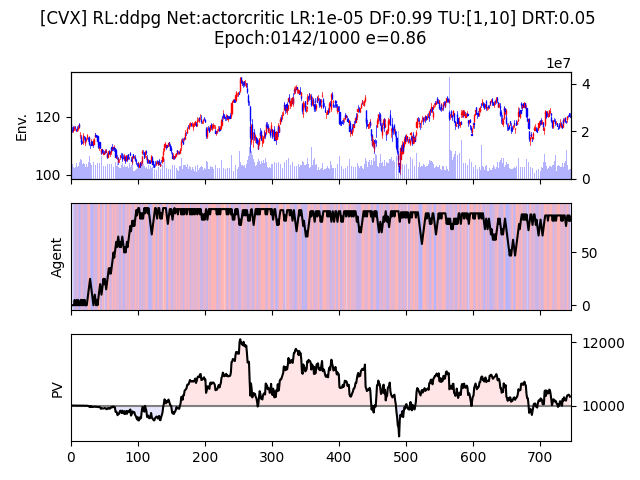 [CVX] RL:ddpg Net:actorcritic LR:1e-05 DF:0.99 TU:[1,10] DRT:0.05
Epoch:0142/1000 e=0.86
1e7
Env.
120
100
4
2
0
Agent
50
0
PV
12000
10000
0 100 200 300 400 500 600 700